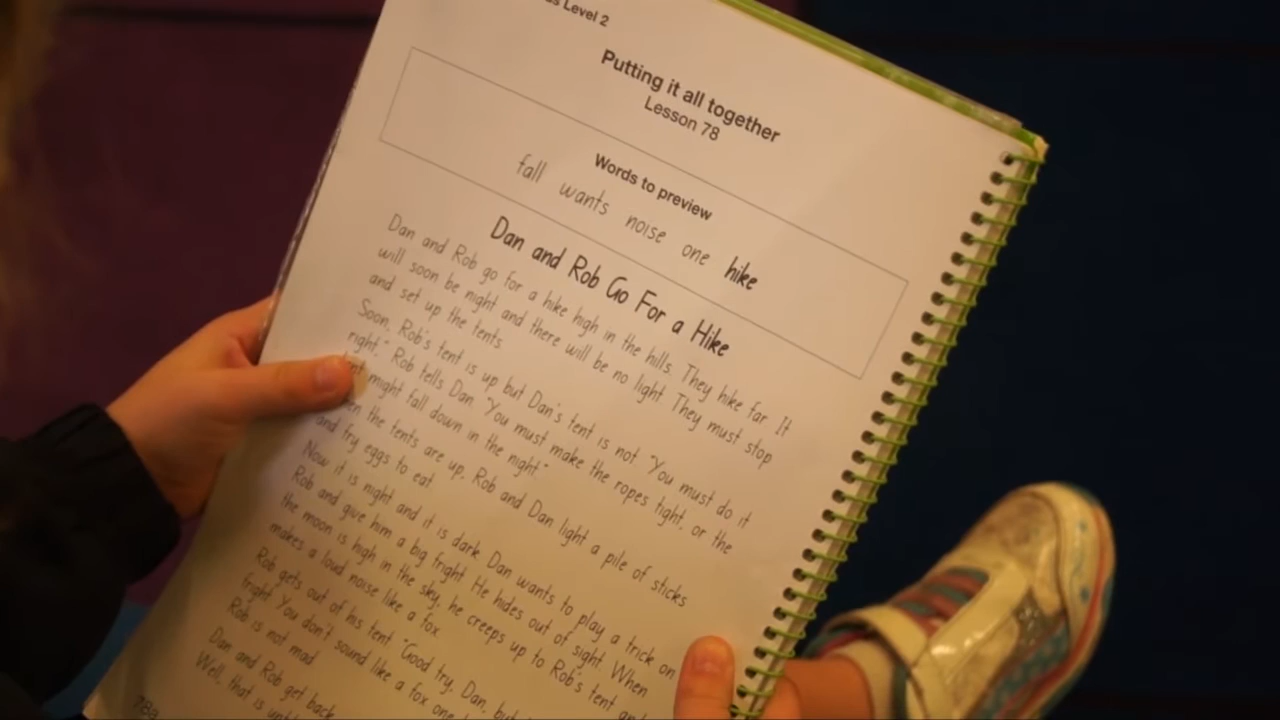 Level 2
Putting it all together
Lesson 78
Words to preview
fall wants noise one hike
Dan and Rob Go For a Hike
Dan and Rob go for a hike high in the hills. They hike far. It
will soon be night and there will be no light. They must stop
and set up the tents.
Soon, Rob's tent is up but Dan's tent is not. "You must do it
right." Rob tells Dan. "You must make the ropes tight, or the
might fall down in the night."
the tents are up, Rob and Dan light a pile of sticks
and fry eggs to eat.
Now it is night and it is dark. Dan wants to play a trick on
Rob and give him a big fright. He hides out of sight. When
the moon is high in the sky, he creeps up to Rob's tent and
makes a loud noise like a fox.
Rob gets out of his tent. "Good try, Dan,
fright. You don't sound like a fox one
Rob is not mad.
Dan and Rob get back
Well, that is
78a